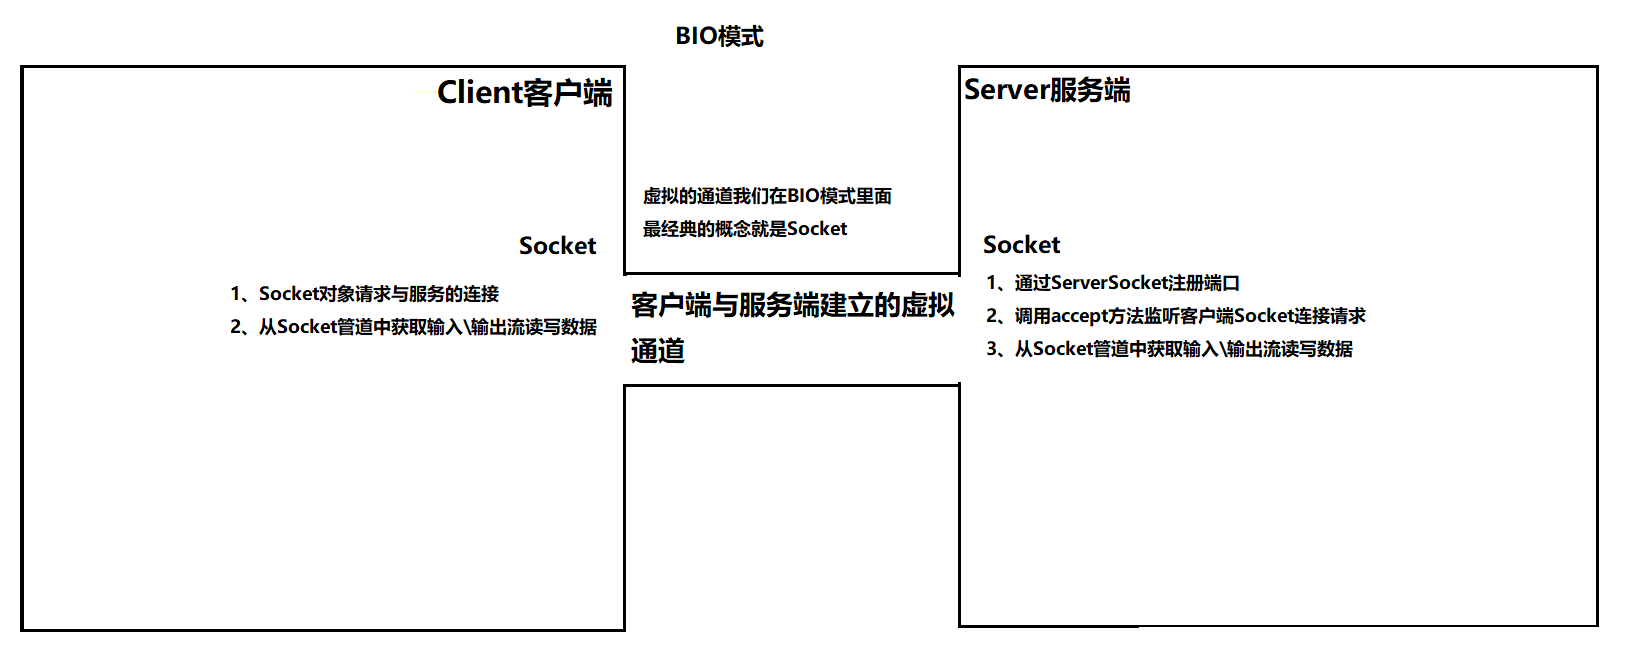 BIO模式
Client客户端
Socket
1、Socket对象请求与服务的连接
2、从Socket管道中获取输入\输出流读写数据
虚拟的通道我们在BIO模式里面
最经典的概念就是Socket
客户端与服务端建立的虚拟
通道
Server服务端
Socket
1、通过ServerSocket注册端口
2、调用accept方法监听客户端Socket连接请求
3、从Socket管道中获取输入\输出流读写数据